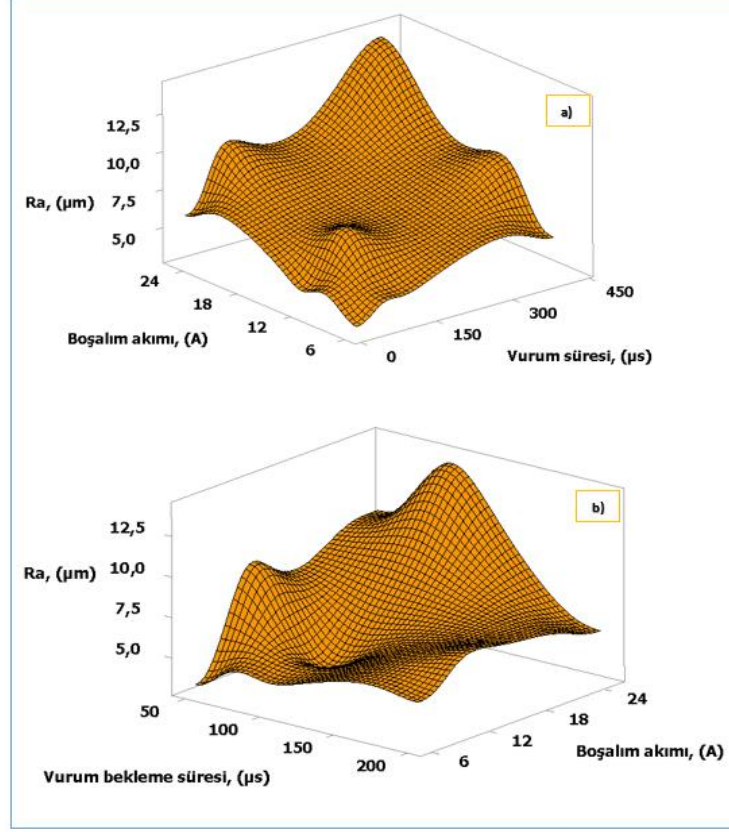 a)
12,5
10,0
Ra, (µm) 7,5
5,0
24
18
12
6
0
150
300
450
Boşalım akımı, (A)
Vurum süresi, (µs)
b)
12,5
Ra, (µm) 10,0
7,5
5,0
50
100
150
200
6
12
18
24
Boşalım akımı, (A)
Vurum bekleme süresi, (µs)